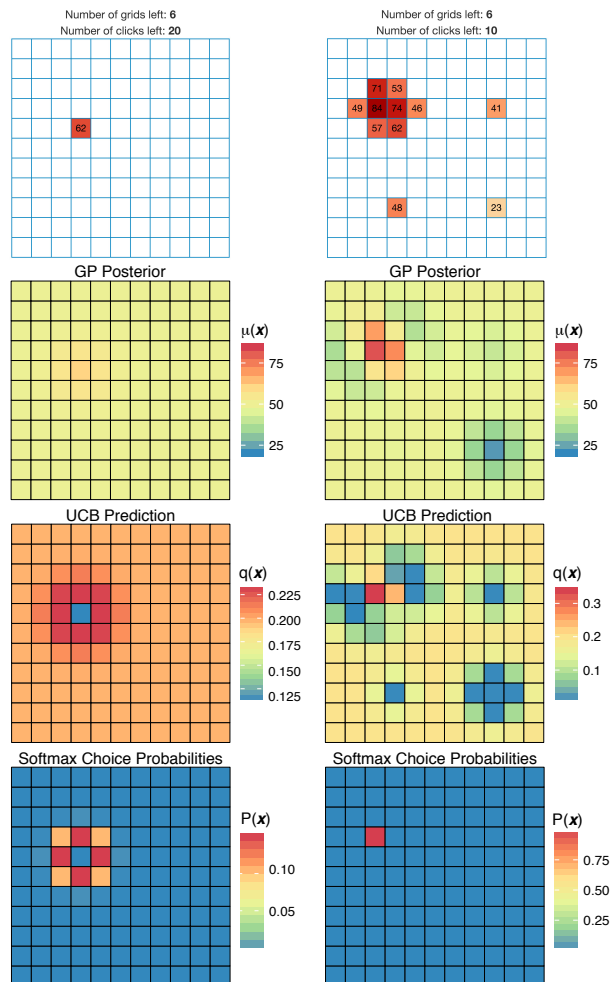 Number of grids left: 6
Number of clicks left: 20
62
Number of grids left: 6
Number of clicks left: 10
71 53
49 84 74 46 41
57 62
48 23
GP Posterior
μ(x)
75
50
25
GP Posterior
μ(x)
75
50
25
UCB Prediction
q(x)
0.225
0.200
0.175
0.150
0.125
UCB Prediction
q(x)
0.3
0.2
0.1
Softmax Choice Probabilities
P(x)
0.10
0.05
Softmax Choice Probabilities
P(x)
0.75
0.50
0.25